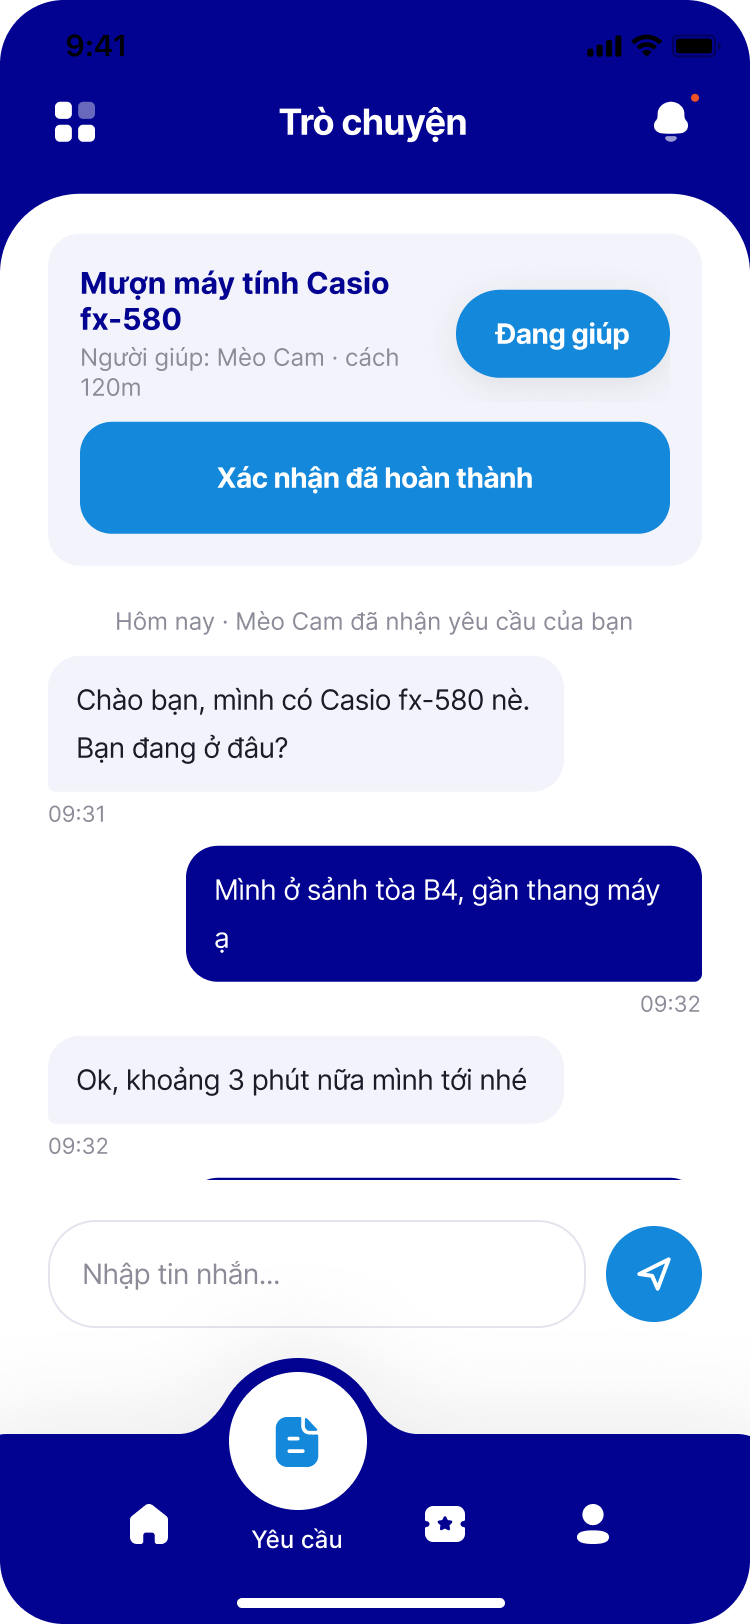 9:41
Trò chuyện
Mượn máy tính Casio
fx-580
Người giúp: Mèo Cam · cách
120m
Đang giúp
Xác nhận đã hoàn thành
Hôm nay · Mèo Cam đã nhận yêu cầu của bạn
Chào bạn, mình có Casio fx-580 nè.
Bạn đang ở đâu?
09:31
Mình ở sảnh tòa B4, gần thang máy
ạ
09:32
Ok, khoảng 3 phút nữa mình tới nhé
09:32
Nhập tin nhắn...
Yêu cầu